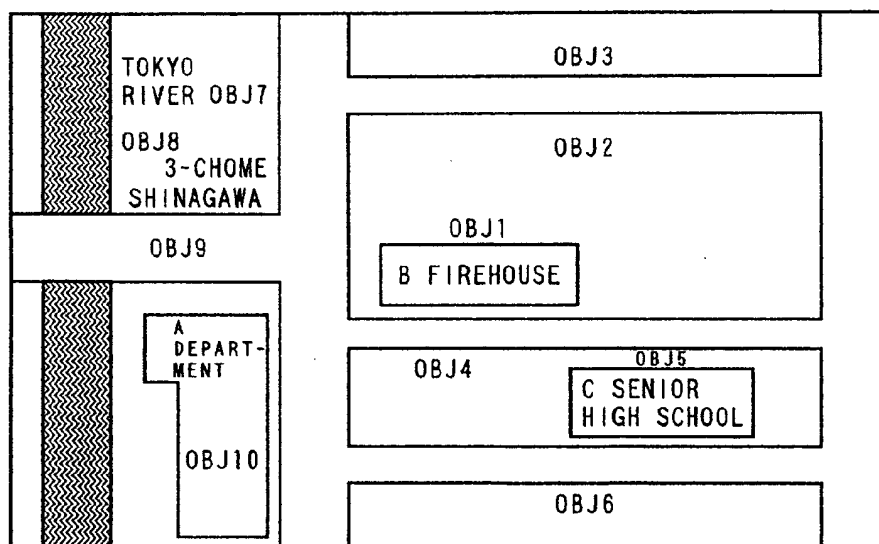 TOKYO
RIVER OBJ7
OBJ8
3-CHOME
SHINAGAWA
OBJ9
A
DEPART-
MENT
OBJ10
OBJ3
OBJ2
OBJ1
B FIREHOUSE
OBJ4
OBJ5
C SENIOR
HIGH SCHOOL
OBJ6